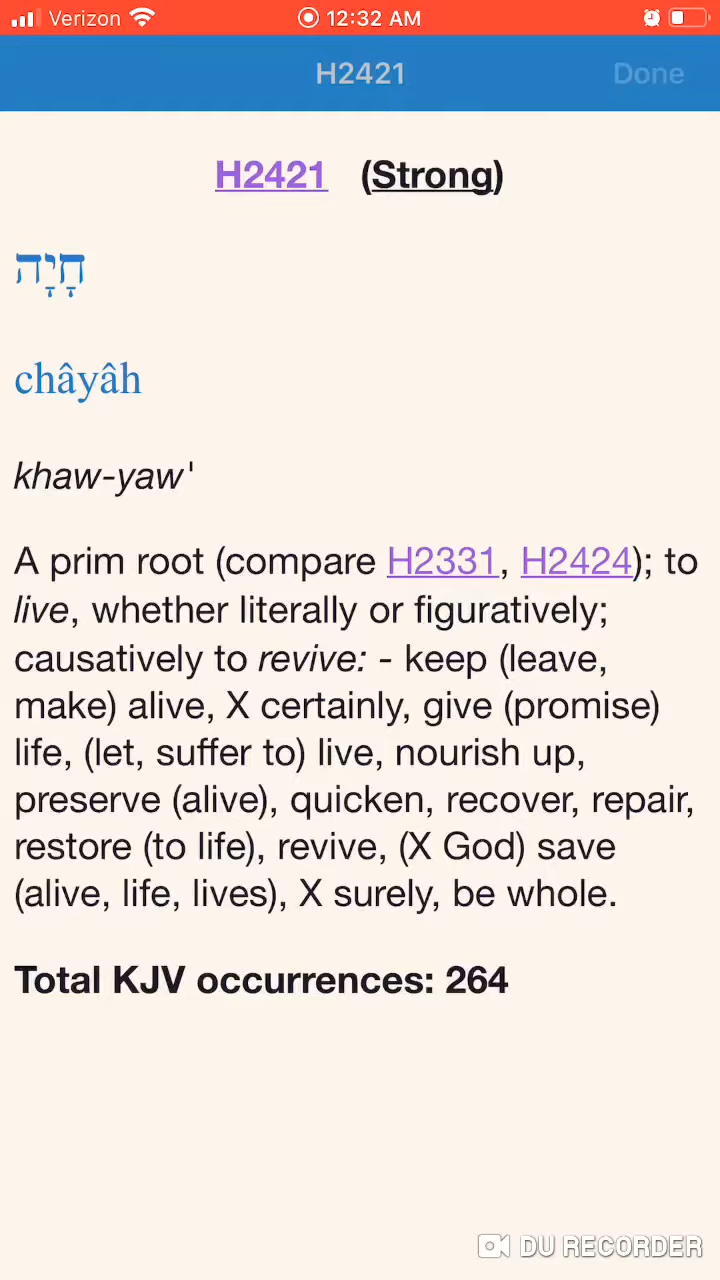 Verizon 12:32 AM
H2421 Done
H2421 (Strong)
חָיָה
châyâh
khaw-yaw'
A prim root (compare H2331, H2424); to
live, whether literally or figuratively;
causatively to revive: - keep (leave,
make) alive, X certainly, give (promise)
life, (let, suffer to) live, nourish up,
preserve (alive), quicken, recover, repair,
restore (to life), revive, (X God) save
(alive, life, lives), X surely, be whole.
Total KJV occurrences: 264
DU RECORDER